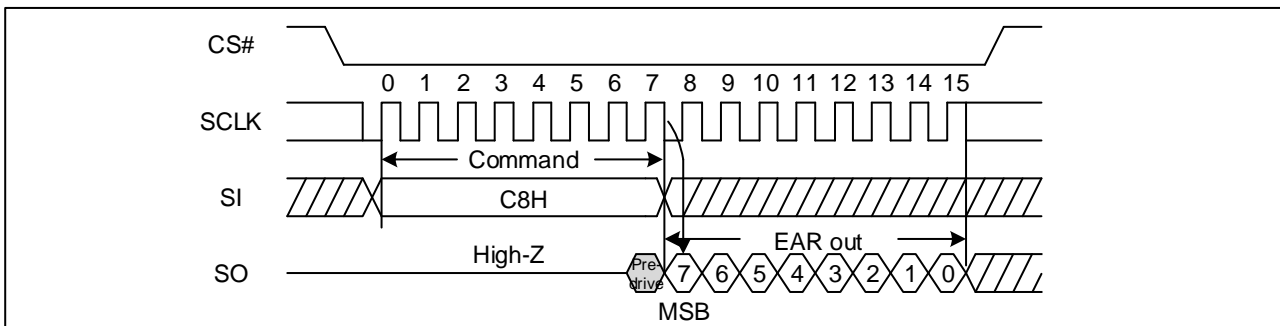 CS#
0 1 2 3 4 5 6 7 8 9 10 11 12 13 14 15
SCLK
Command
SI
C8H
EAR out
High-Z
SO
Pre-
drive
7 6 5 4 3 2 1 0
MSB